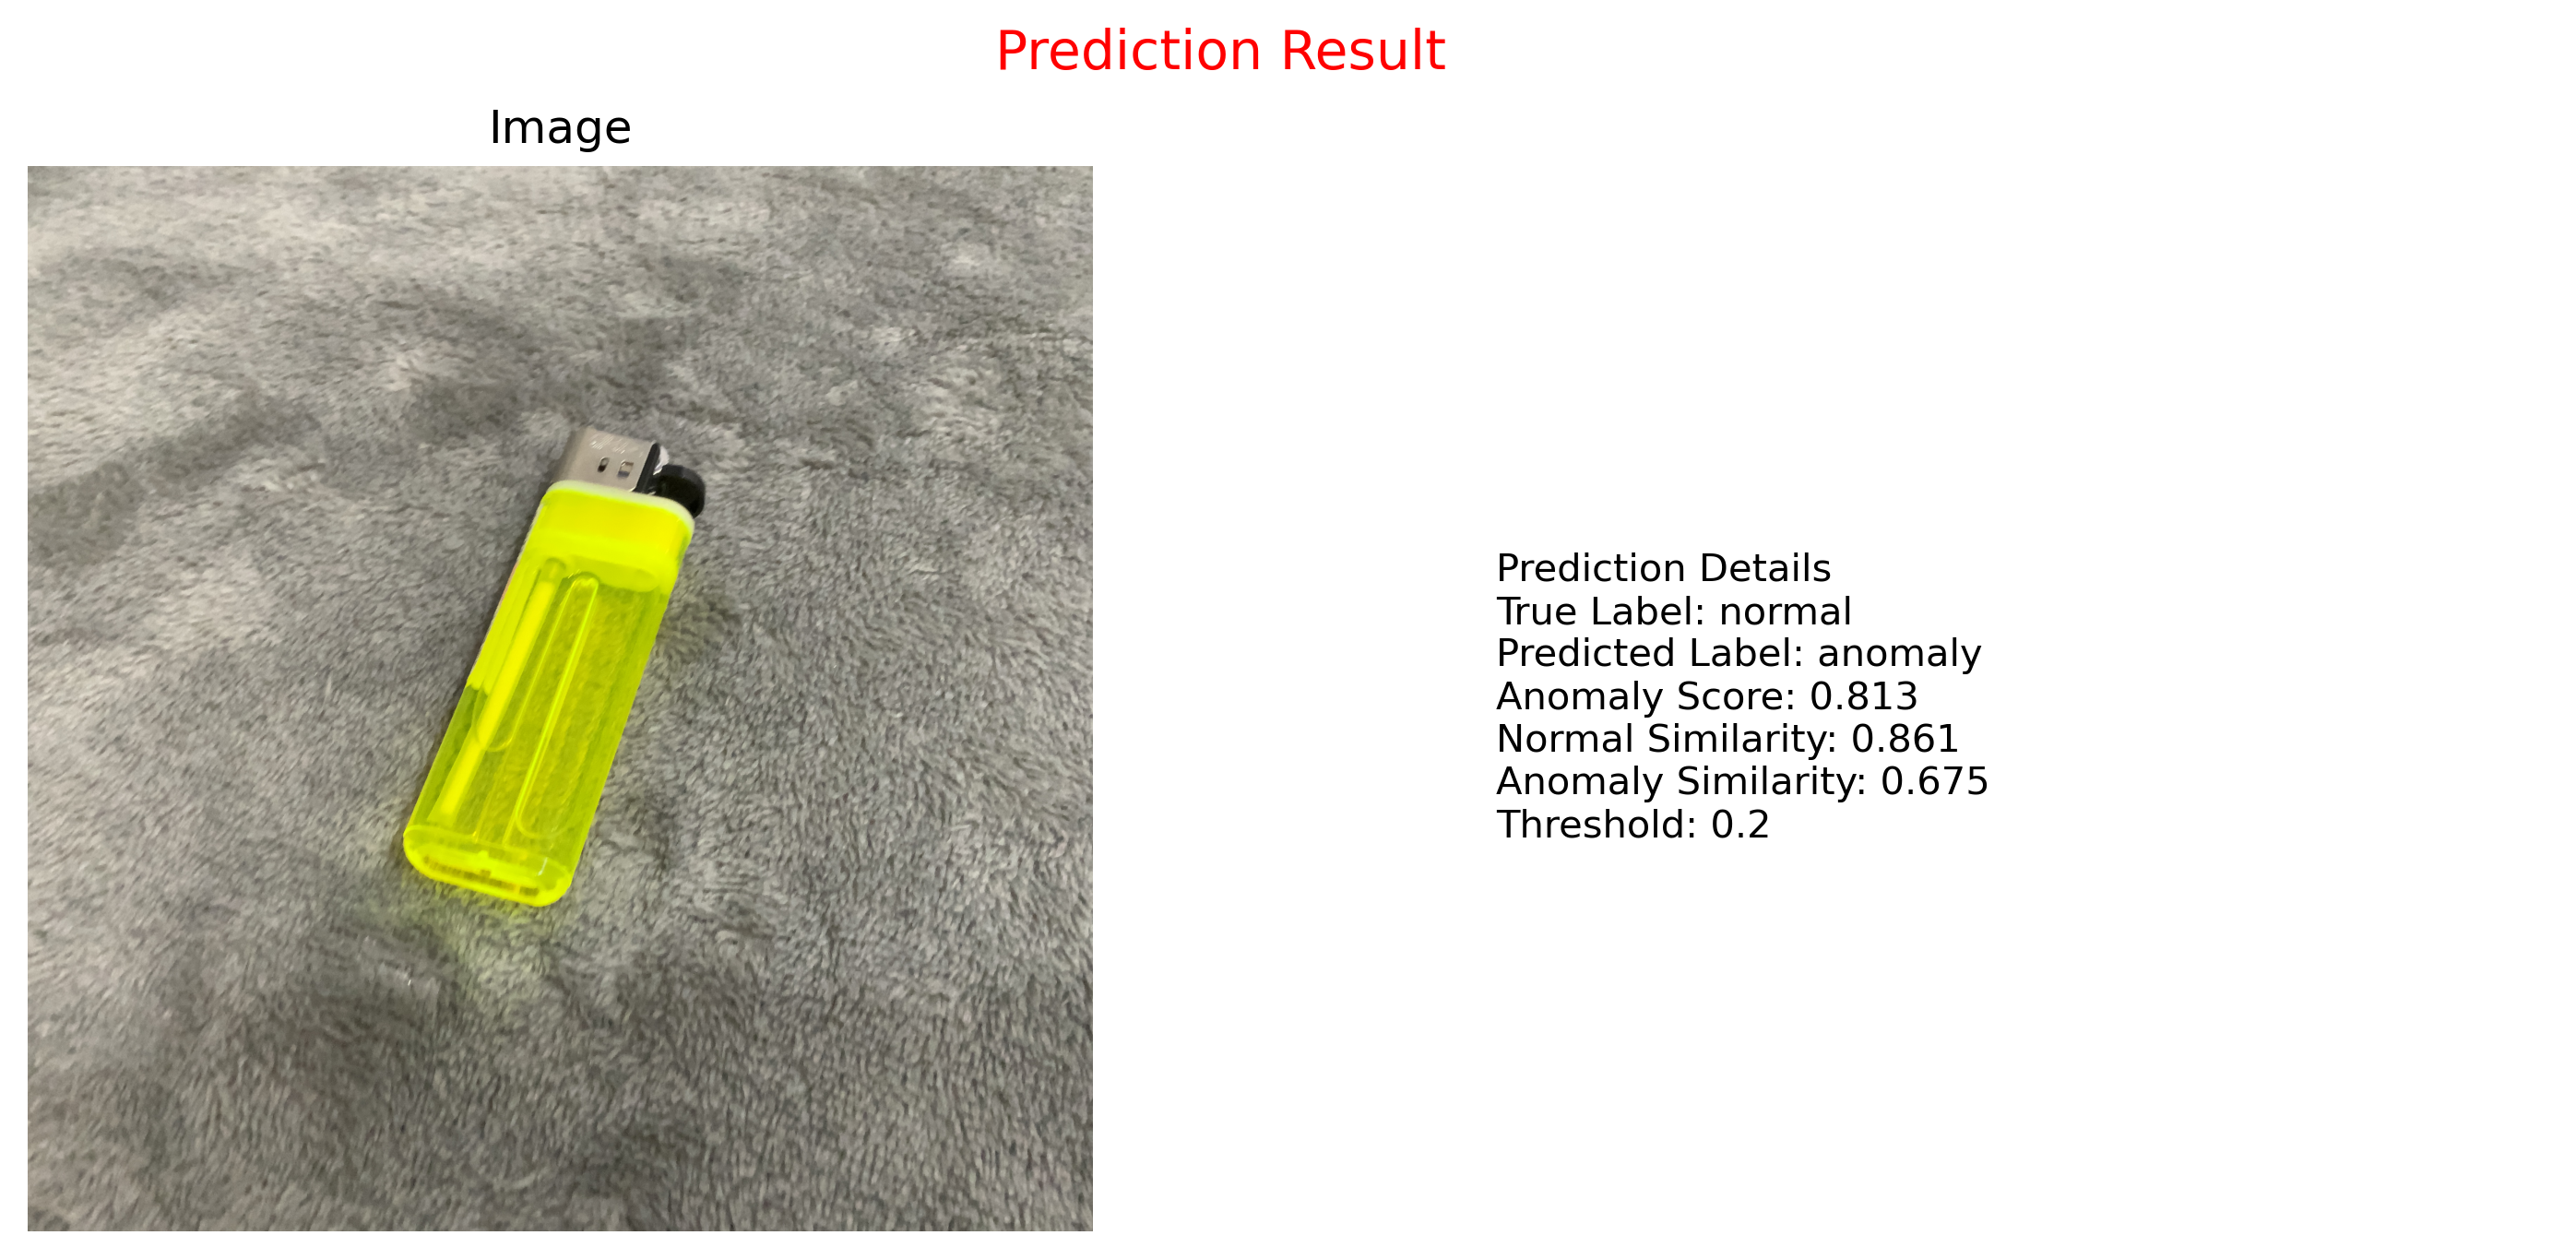 Prediction Result
Image
Prediction Details
True Label: normal
Predicted Label: anomaly
Anomaly Score: 0.813
Normal Similarity: 0.861
Anomaly Similarity: 0.675
Threshold: 0.2